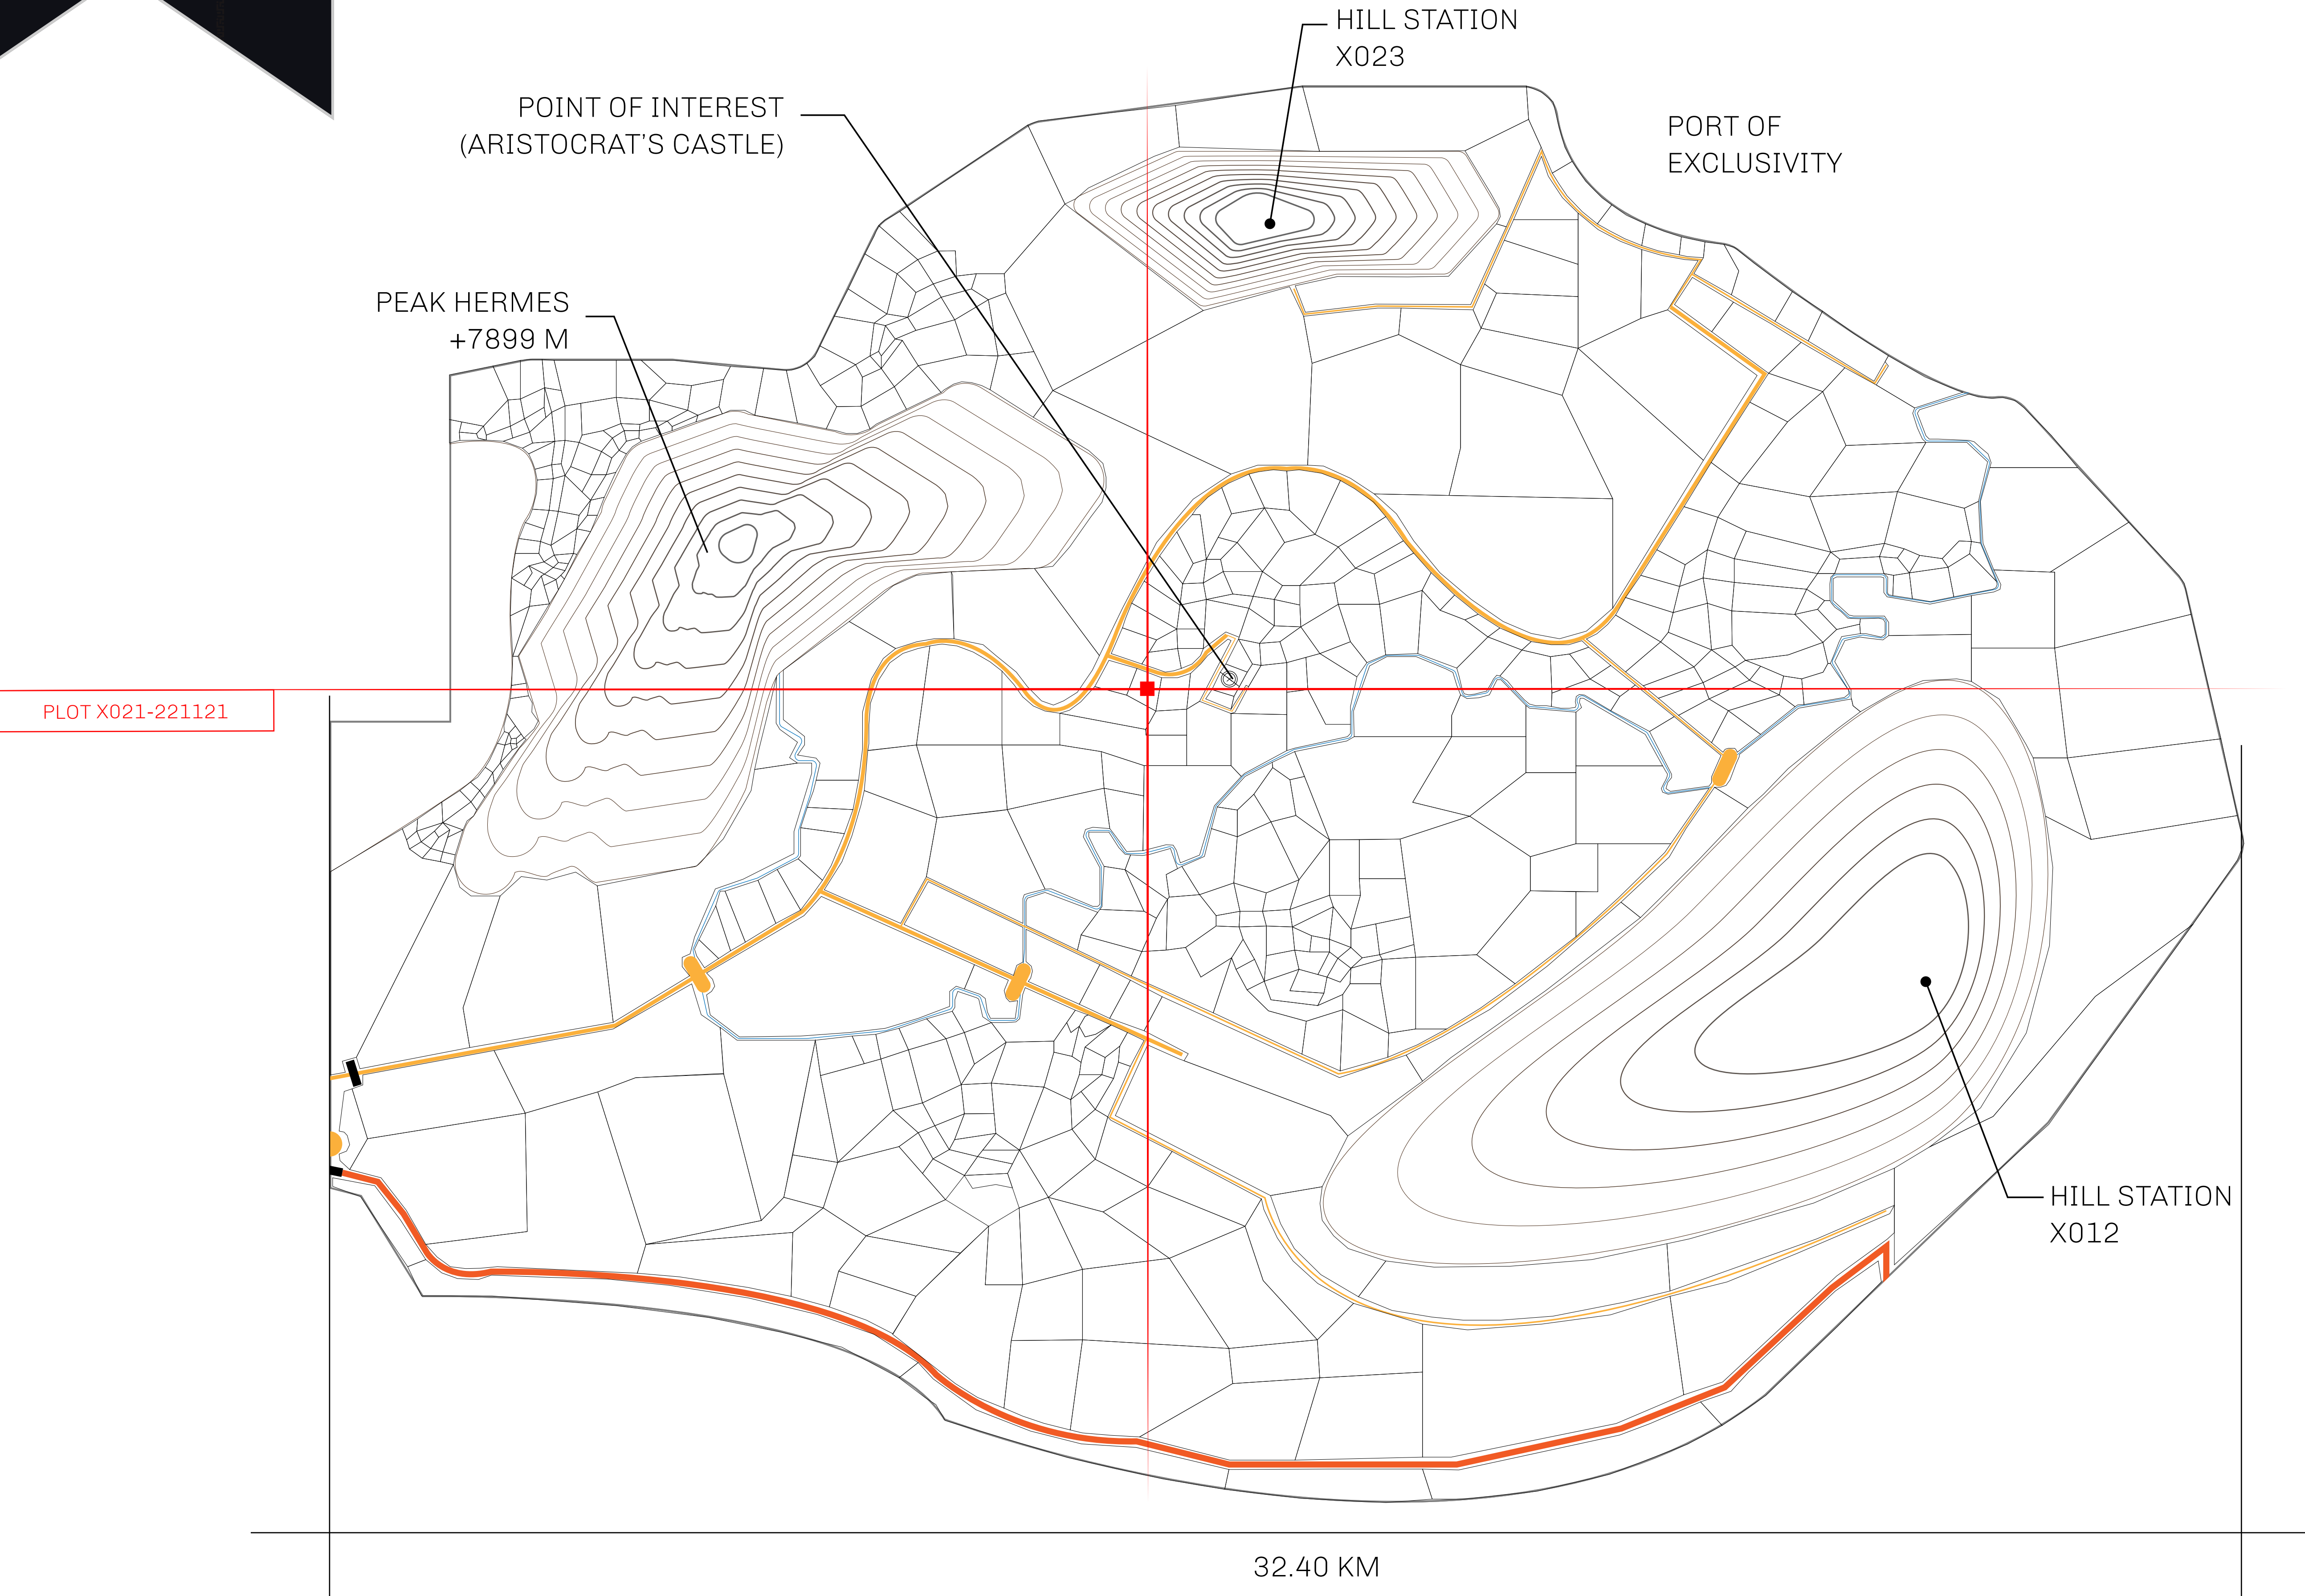 HILL STATION
X023
POINT OF INTEREST
(ARISTOCRAT'S CASTLE)
PORT OF
EXCLUSIVITY
PEAK HERMES
+7899 M
PLOT X021-221121
HILL STATION
X012
32.40 KM